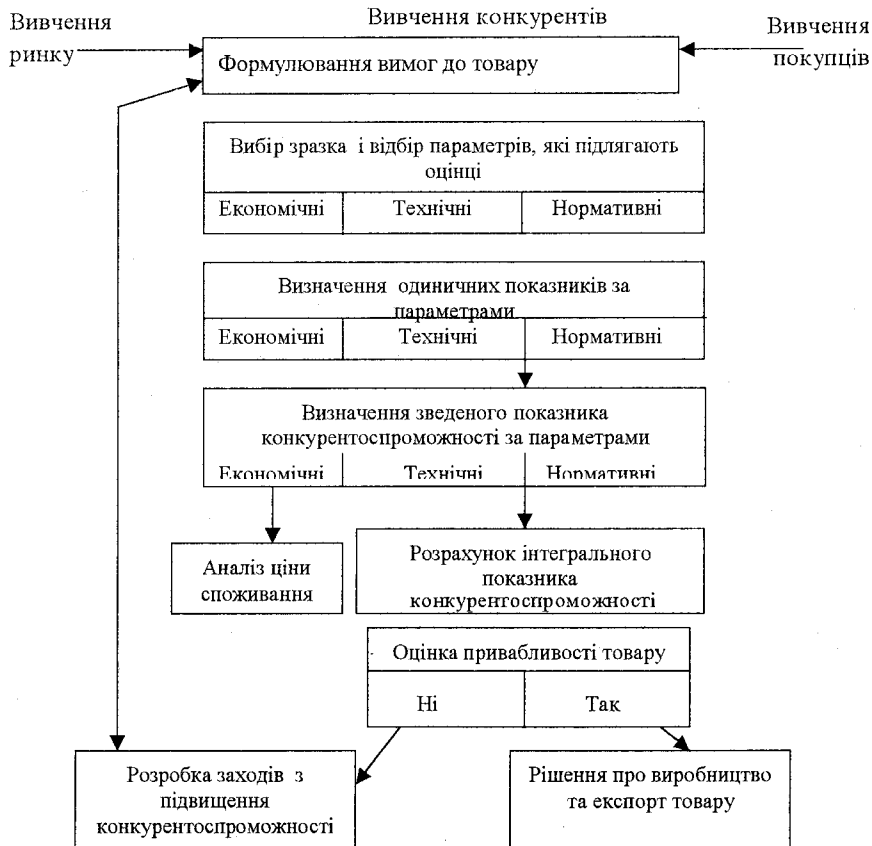 Вивчення ринку
Вивчення конкурентів
Вивчення покупців
Формулювання вимог до товару
Вибір зразка і відбір параметрів, які підлягають
оцінці
Економічні Технічні Нормативні
Визначення одиничних показників за
параметрами
Економічні Технічні Нормативні
Визначення зведеного показника
конкурентоспроможності за параметрами
Економічні Технічні Нормативні
Аналіз ціни
споживання
Розрахунок інтегрального
показника
конкурентоспроможності
Оцінка привабливості товару
Ні Так
Розробка заходів з
підвищення
конкурентоспроможності
Рішення про виробництво
та експорт товару